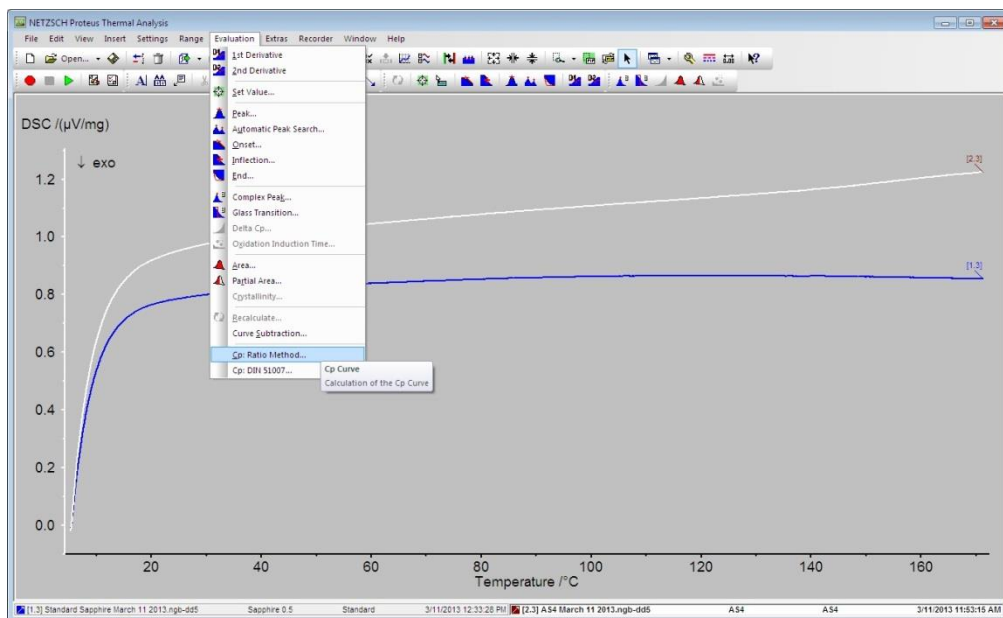 NETZSCH Proteus Thermal Analysis
File Edit View Insert Settings Range Evaluation Extras Recorder Window Help
Open...
1st Derivative
2nd Derivative
Set Value...
Peak...
Automatic Peak Search...
Onset...
Inflection...
End...
Complex Peak...
Glass Transition...
Delta Cp...
Oxidation Induction Time...
Area...
Partial Area...
Crystallinity...
Recalculate...
Curve Subtraction...
Cp: Ratio Method...
Cp: DIN 51007...
Cp Curve
Calculation of the Cp Curve
DSC /(µV/mg)
↓ exo
[2.3]
[1.3]
1.2
1.0
0.8
0.6
0.4
0.2
0.0
20 40 60 80 100 120 140 160
Temperature /°C
[1.3] Standard Sapphire March 11 2013.ngb-dd5 Sapphire 0.5 Standard 3/11/2013 12:33:28 PM [2.3] AS4 March 11 2013.ngb-dd5 AS4 AS4 3/11/2013 11:53:15 AM